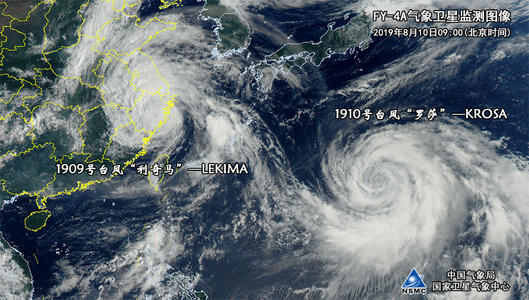 FY-4A气象卫星监测图像
2019年8月10日09:00(北京时间)
1910号台风“罗莎”—KROSA
1909号台风“利奇马”—LEKIMA
NSMC
中国气象局
国家卫星气象中心